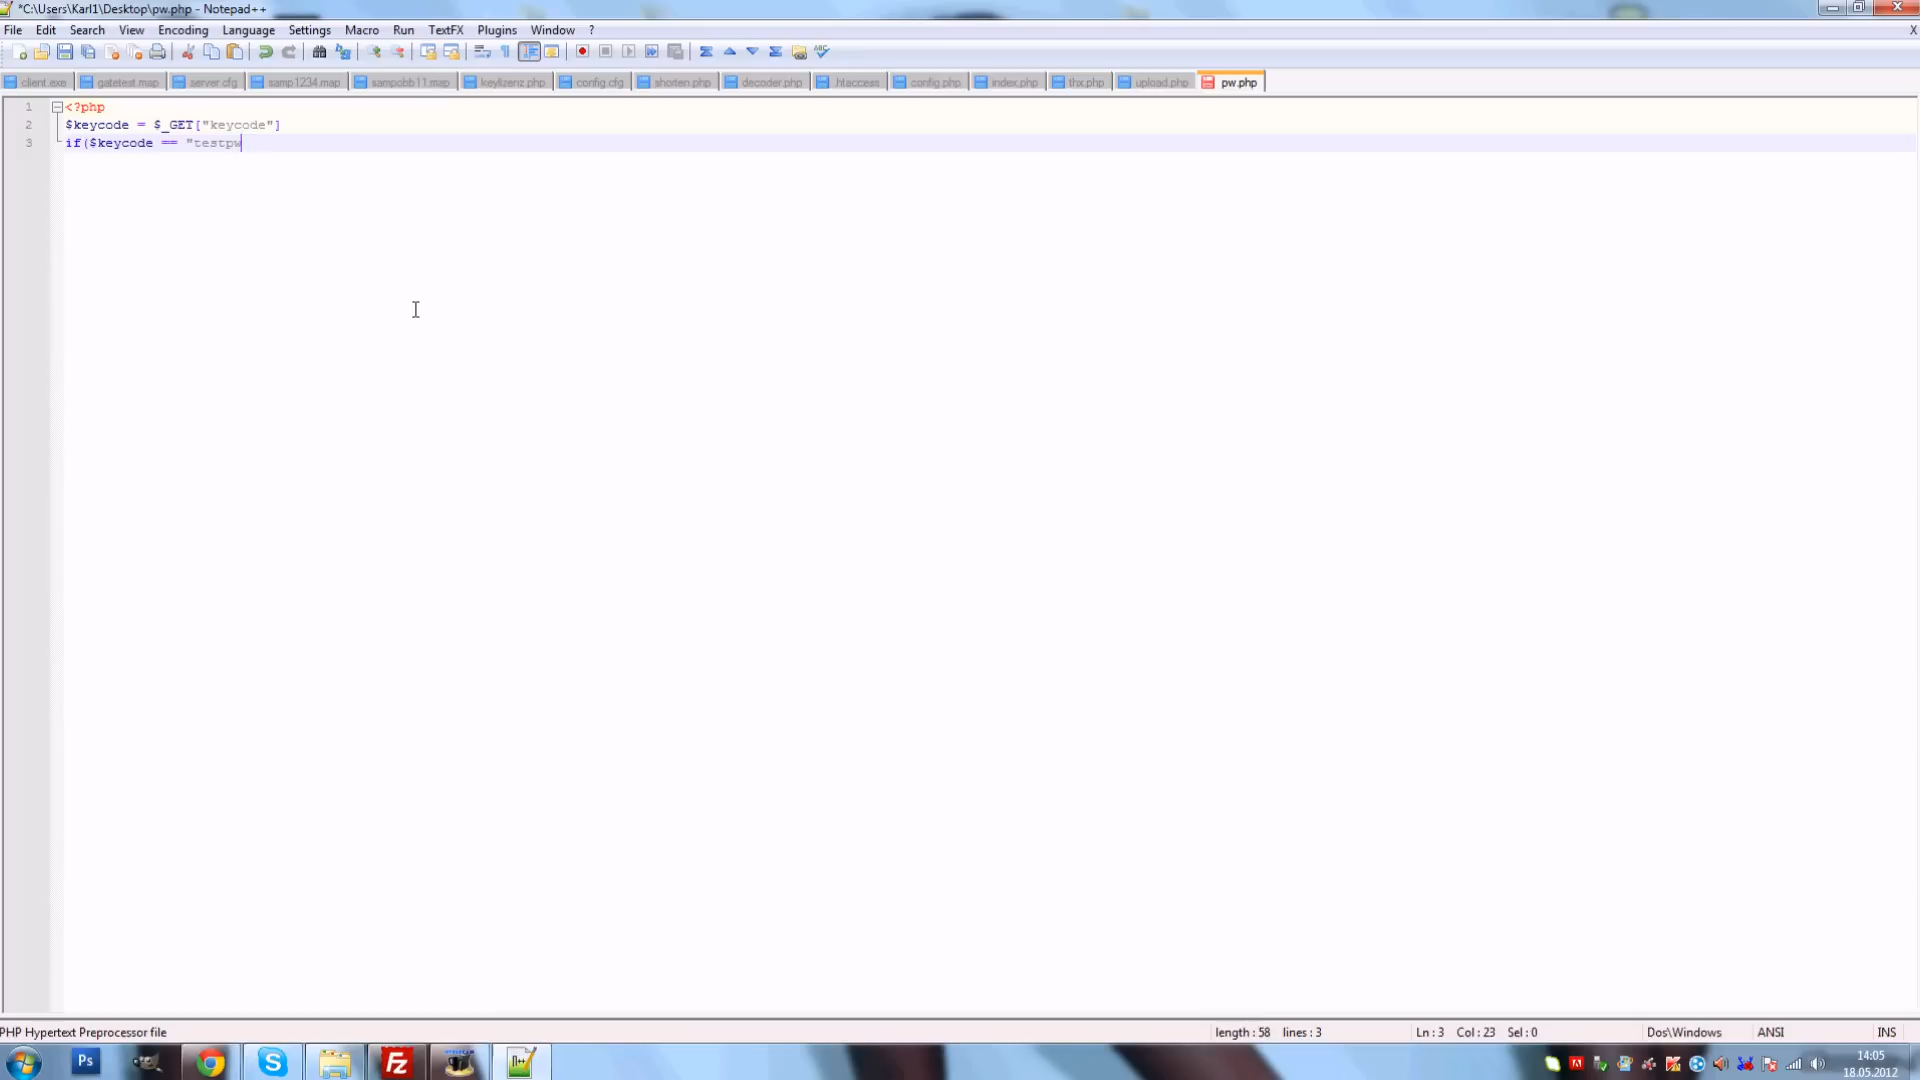 *C:\Users\Karl1\Desktop\pw.php - Notepad++
File Edit Search View Encoding Language Settings Macro Run TextFX Plugins Window ? X
client.exe gatetest.map server.cfg samp1234.map sampobb11.map keylizenz.php config.cfg shorten.php decoder.php .htaccess config.php index.php thx.php upload.php pw.php
1 <?php
2 $keycode = $_GET["keycode"]
3 if($keycode == "testpw
PHP Hypertext Preprocessor file length : 58 lines : 3 Ln : 3 Col : 23 Sel : 0 Dos\Windows ANSI INS
Ps Fz
14:05
18.05.2012